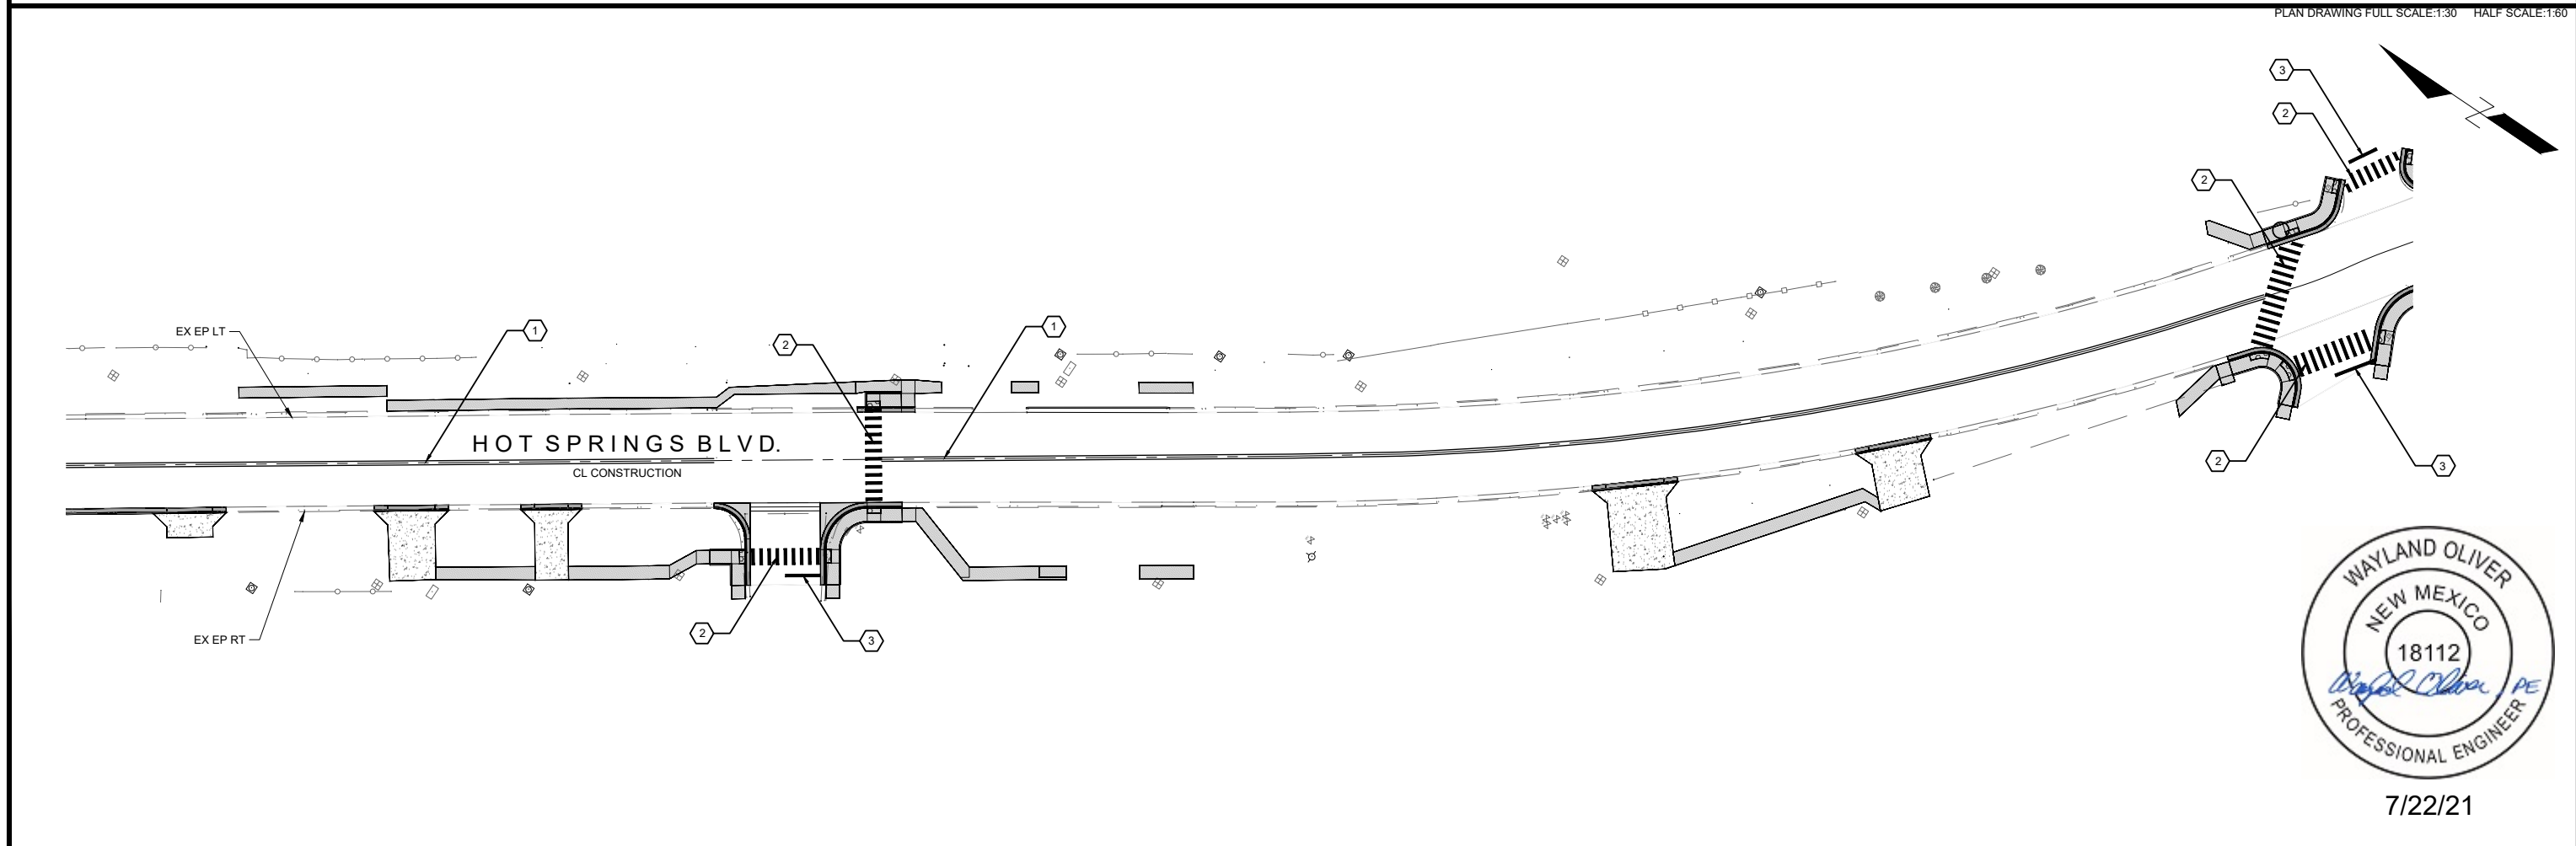 PLAN DRAWING FULL SCALE:1:30 HALF SCALE:1:60
3
2
2
EX EP LT
1
2
1
HOT SPRINGS BLVD.
CL CONSTRUCTION
2
3
EX EP RT
2
3
WAYLAND OLIVER
NEW MEXICO
18112
Wayland Oliver, PE
PROFESSIONAL ENGINEER
7/22/21